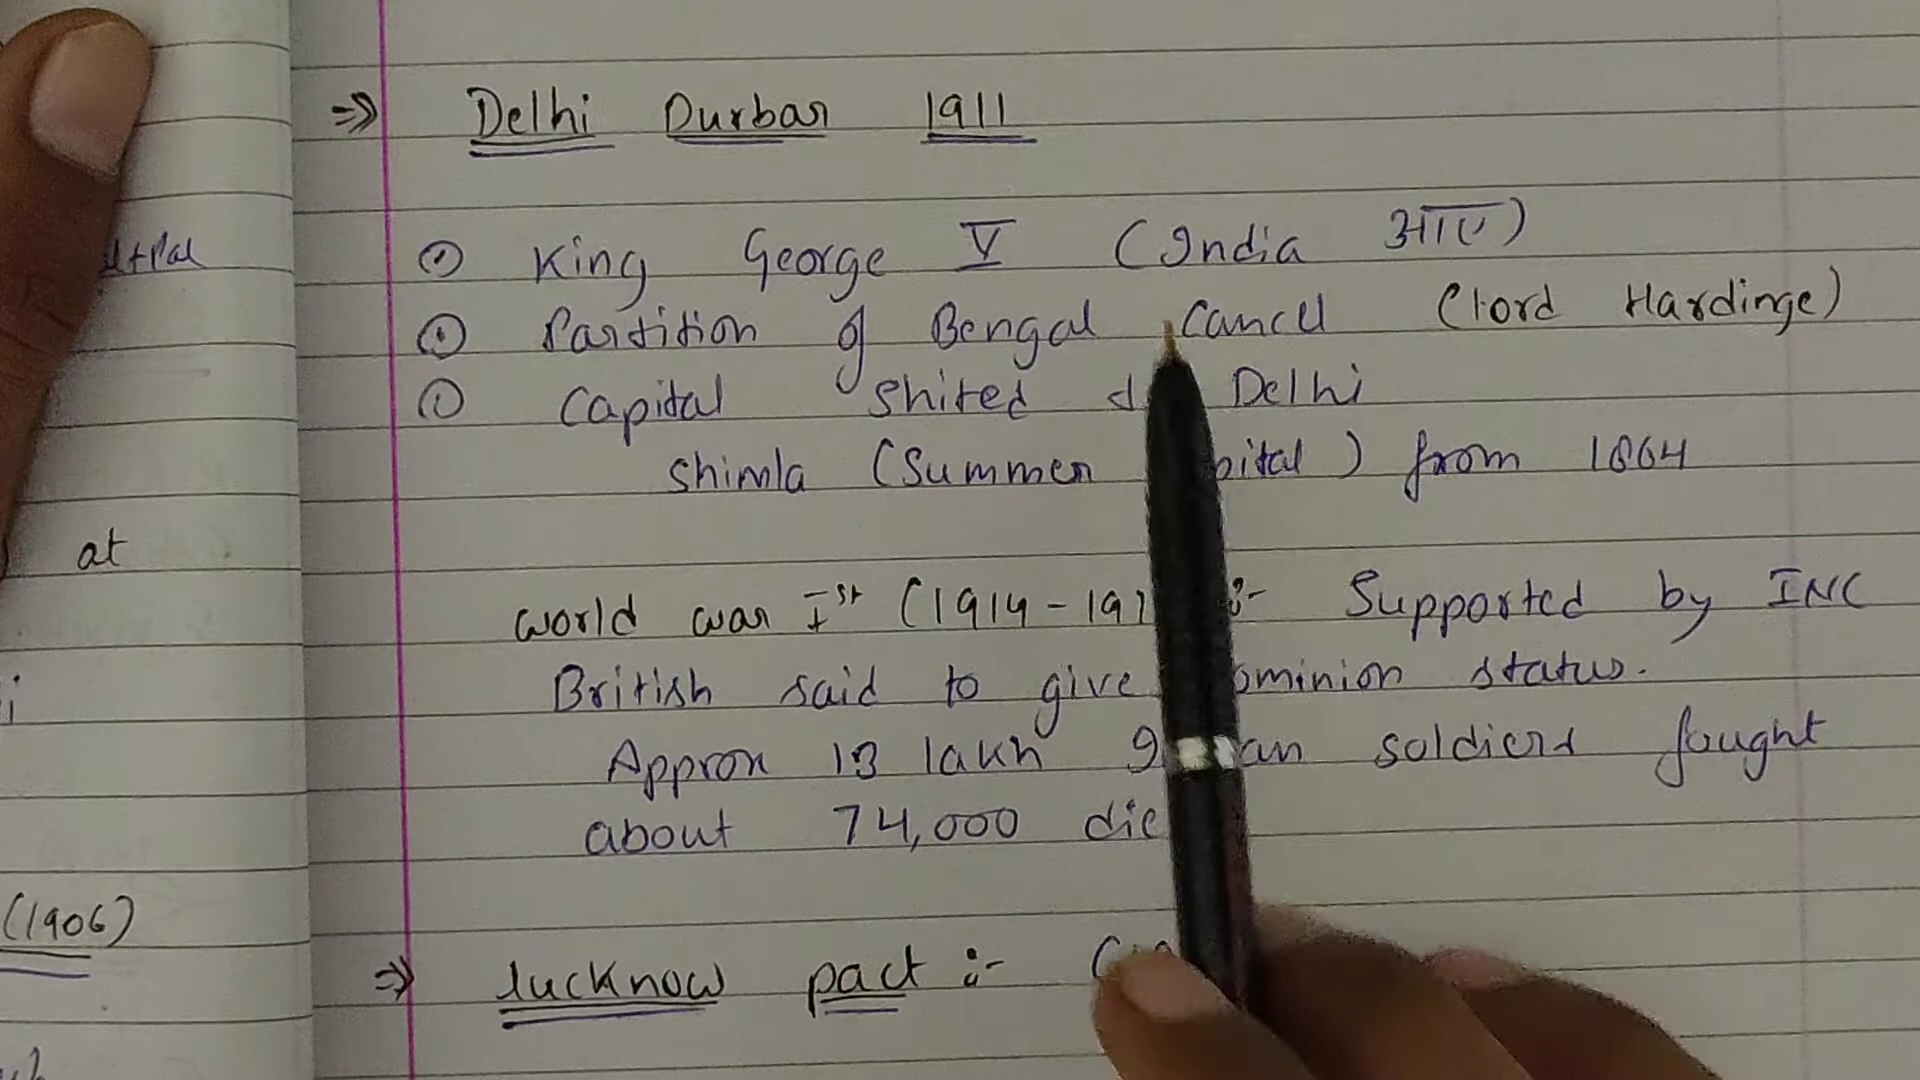 ⇒ Delhi Durbar 1911
① King George V (India आए)
① Partition of Bengal Cancel (lord Hardinge)
① Capital shited Delhi
Shimla (Summer ) from 1864
World war Ist (1914-19 :- Supported by INC
British said to give status.
Approx 13 lakh soldiers fought
about 74,000
⇒ lucknow pact :-
at
(1906)